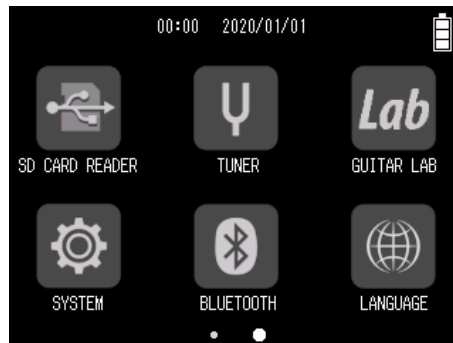 00:00 2020/01/01
Lab
SD CARD READER TUNER GUITAR LAB
SYSTEM BLUETOOTH LANGUAGE